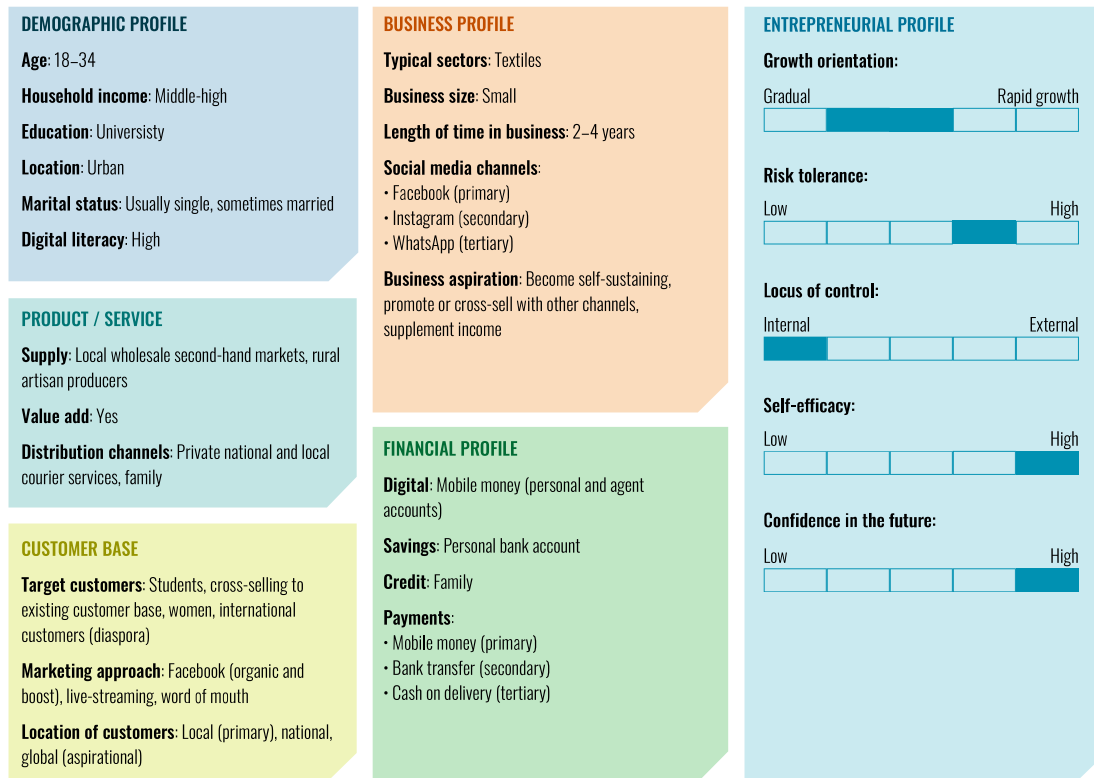 DEMOGRAPHIC PROFILE
Age: 18–34
Household income: Middle-high
Education: Universisty
Location: Urban
Marital status: Usually single, sometimes married
Digital literacy: High
PRODUCT / SERVICE
Supply: Local wholesale second-hand markets, rural
artisan producers
Value add: Yes
Distribution channels: Private national and local
courier services, family
CUSTOMER BASE
Target customers: Students, cross-selling to
existing customer base, women, international
customers (diaspora)
Marketing approach: Facebook (organic and
boost), live-streaming, word of mouth
Location of customers: Local (primary), national,
global (aspirational)
BUSINESS PROFILE
Typical sectors: Textiles
Business size: Small
Length of time in business: 2–4 years
Social media channels:
• Facebook (primary)
• Instagram (secondary)
• WhatsApp (tertiary)
Business aspiration: Become self-sustaining,
promote or cross-sell with other channels,
supplement income
FINANCIAL PROFILE
Digital: Mobile money (personal and agent
accounts)
Savings: Personal bank account
Credit: Family
Payments:
• Mobile money (primary)
• Bank transfer (secondary)
• Cash on delivery (tertiary)
ENTREPRENEURIAL PROFILE
Growth orientation:
Gradual Rapid growth
Risk tolerance:
Low High
Locus of control:
Internal External
Self-efficacy:
Low High
Confidence in the future:
Low High